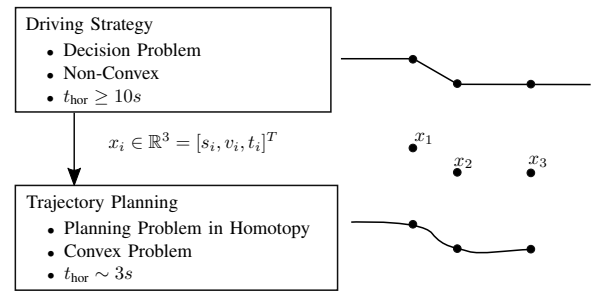 Driving Strategy
• Decision Problem
• Non-Convex
• t_hor ≥ 10s
x_i ∈ ℝ³ = [s_i, v_i, t_i]^T
x_1
x_2
x_3
Trajectory Planning
• Planning Problem in Homotopy
• Convex Problem
• t_hor ∼ 3s